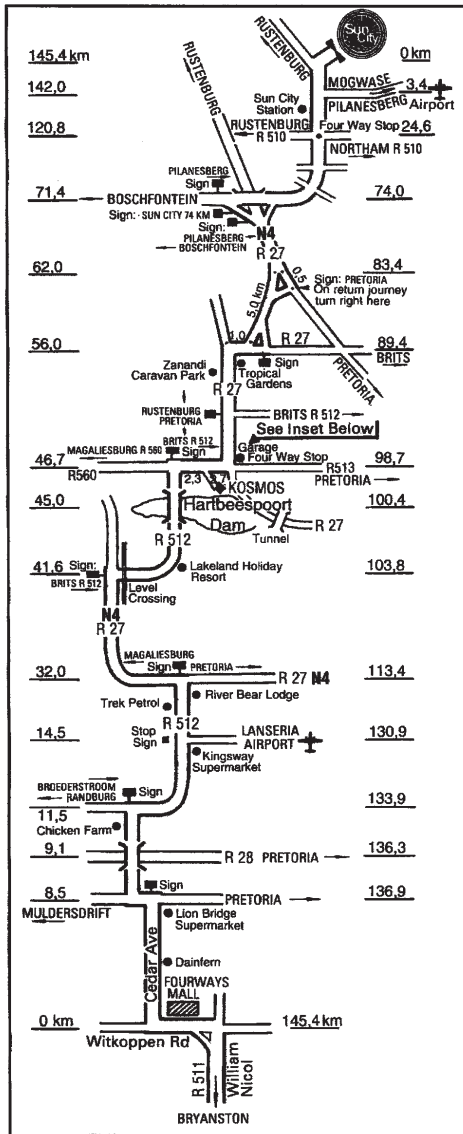 Sun
City
145,4 km
0 km
RUSTENBURG
RUSTENBURG
142,0
MOGWASE
3,4
Sun City
Station
PILANESBERG Airport
120,8
RUSTENBURG
R 510
Four Way Stop
24,6
NORTHAM R 510
PILANESBERG
Sign
71,4
BOSCHFONTEIN
74,0
Sign: - SUN CITY 74 KM
Sign:
PILANESBERG
BOSCHFONTEIN
N4
R 27
62,0
83,4
0,5
Sign: PRETORIA
On return journey
turn right here
5,0 km
1,0
R 27
56,0
89,4
BRITS
Sign
PRETORIA
Zanandi
Caravan Park
Tropical
Gardens
R 27
RUSTENBURG
PRETORIA
BRITS R 512
See Inset Below
BRITS R 512
MAGALIESBURG R 560
Sign
Garage
Four Way Stop
46,7
98,7
R560
R513
PRETORIA
2,3
5,7
KOSMOS
45,0
100,4
Hartbeespoort
Dam
R 27
Tunnel
R 512
41,6
Sign:
BRITS R 512
Lakeland Holiday
Resort
103,8
Level
Crossing
N4
R 27
MAGALIESBURG
Sign
PRETORIA
32,0
R 27 N4
113,4
River Bear Lodge
Trek Petrol
R 512
14,5
Stop
Sign
LANSERIA
AIRPORT
130,9
Kingsway
Supermarket
BROEDERSTROOM
RANDBURG
Sign
133,9
11,5
Chicken Farm
9,1
R 28 PRETORIA
136,3
Sign
8,5
PRETORIA
136,9
MULDERSDRIFT
Lion Bridge
Supermarket
Cedar Ave
Dainfern
FOURWAYS
MALL
0 km
145,4 km
Witkoppen Rd
R 511
William
Nicol
BRYANSTON